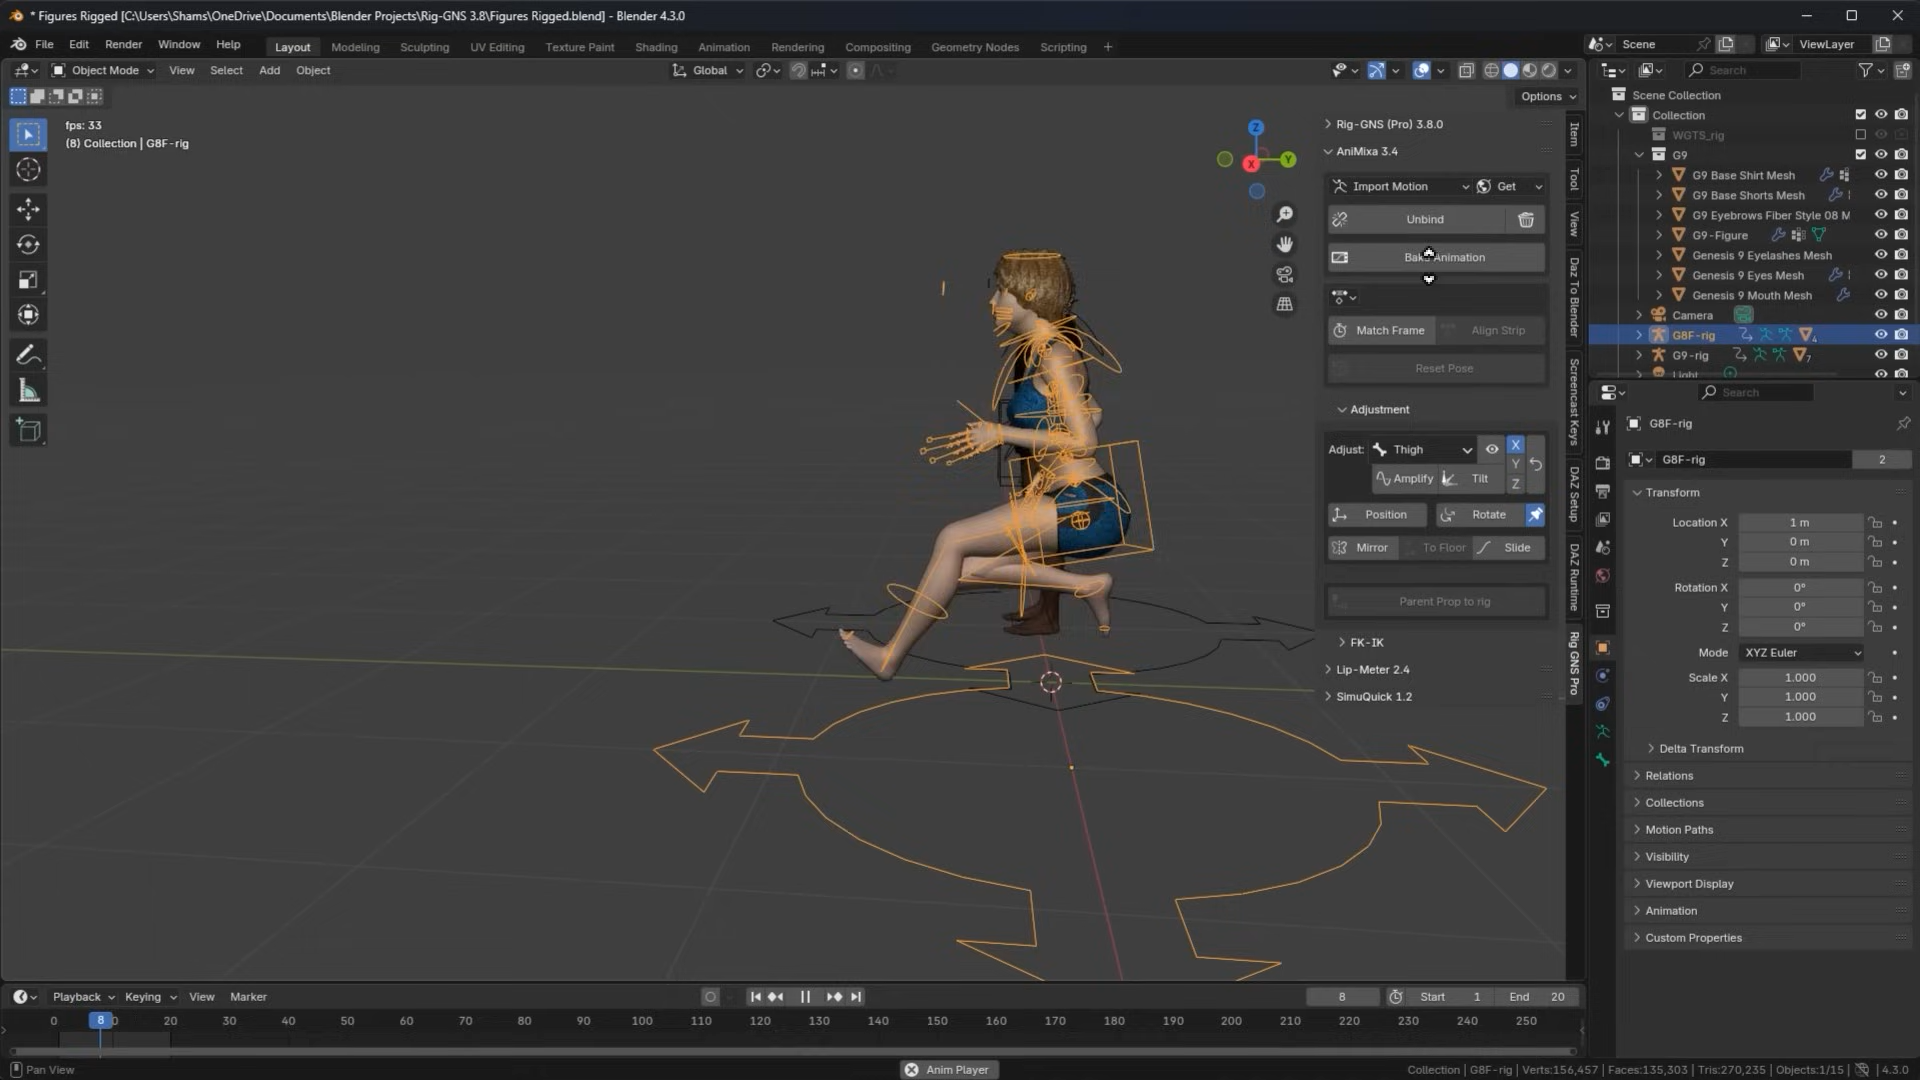 * Figures Rigged [C:\Users\Shams\OneDrive\Documents\Blender Projects\Rig-GNS 3.8\Figures Rigged.blend] - Blender 4.3.0
File Edit Render Window Help Layout Modeling Sculpting UV Editing Texture Paint Shading Animation Rendering Compositing Geometry Nodes Scripting + Scene ViewLayer
Object Mode View Select Add Object Global Search
Options
fps: 33
(8) Collection | G8F-rig
Z
Y
X
Rig-GNS (Pro) 3.8.0
AniMixa 3.4
Import Motion Get
Unbind
Bake Animation
Match Frame Align Strip
Reset Pose
Adjustment
Adjust: Thigh X
Y
Amplify Tilt Z
Position Rotate
Mirror To Floor Slide
Parent Prop to rig
FK-IK
Lip-Meter 2.4
SimuQuick 1.2
Item
Tool
View
Daz To Blender
Screencast Keys
DAZ Setup
DAZ Runtime
Rig GNS Pro
Scene Collection
Collection
WGTS_rig
G9
G9 Base Shirt Mesh
G9 Base Shorts Mesh
G9 Eyebrows Fiber Style 08 M
G9-Figure
Genesis 9 Eyelashes Mesh
Genesis 9 Eyes Mesh
Genesis 9 Mouth Mesh
Camera
G8F-rig 4
G9-rig 7
Light
Search
G8F-rig
G8F-rig 2
Transform
Location X 1 m
Y 0 m
Z 0 m
Rotation X 0°
Y 0°
Z 0°
Mode XYZ Euler
Scale X 1.000
Y 1.000
Z 1.000
Delta Transform
Relations
Collections
Motion Paths
Visibility
Viewport Display
Animation
Custom Properties
Playback Keying View Marker 8 Start 1 End 20
0 8 20 30 40 50 60 70 80 90 100 110 120 130 140 150 160 170 180 190 200 210 220 230 240 250
Pan View Anim Player Collection | G8F-rig | Verts:156,457 | Faces:135,303 | Tris:270,235 | Objects:1/15 | 4.3.0